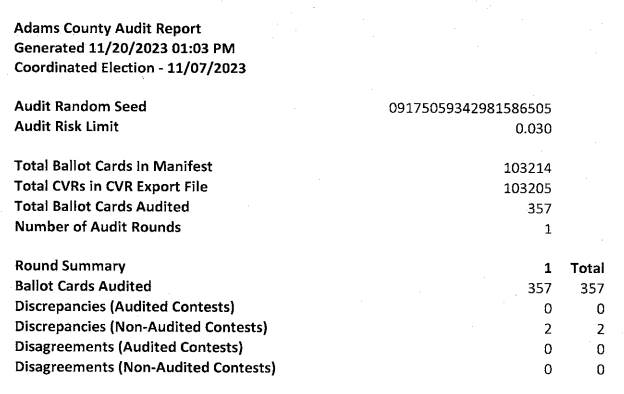 Adams County Audit Report
Generated 11/20/2023 01:03 PM
Coordinated Election - 11/07/2023
Audit Random Seed 09175059342981586505
Audit Risk Limit 0.030
Total Ballot Cards In Manifest 103214
Total CVRs in CVR Export File 103205
Total Ballot Cards Audited 357
Number of Audit Rounds 1
Round Summary 1 Total
Ballot Cards Audited 357 357
Discrepancies (Audited Contests) 0 0
Discrepancies (Non-Audited Contests) 2 2
Disagreements (Audited Contests) 0 0
Disagreements (Non-Audited Contests) 0 0